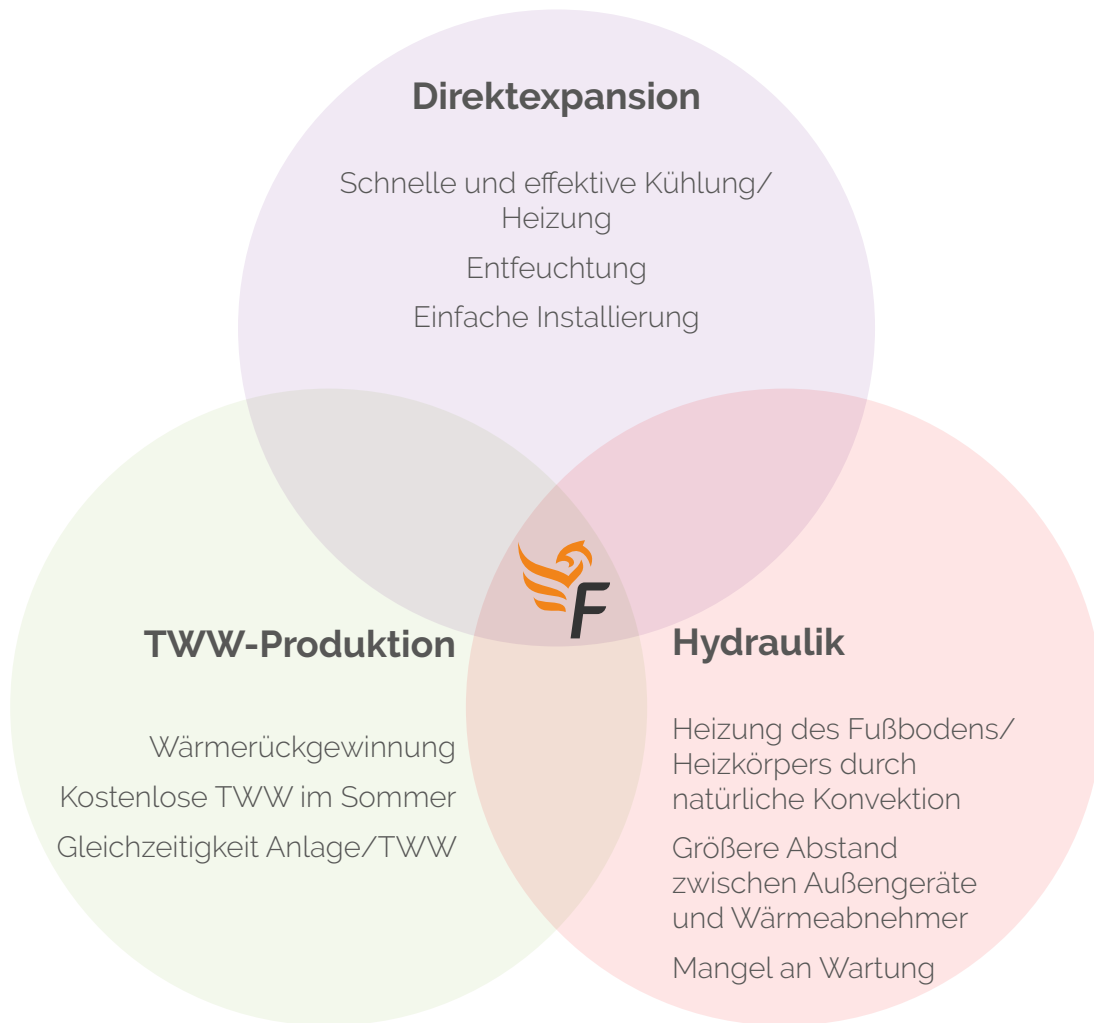 Direktexpansion
Schnelle und effektive Kühlung/
Heizung
Entfeuchtung
Einfache Installierung
F
TWW-Produktion
Wärmerückgewinnung
Kostenlose TWW im Sommer
Gleichzeitigkeit Anlage/TWW
Hydraulik
Heizung des Fußbodens/
Heizkörpers durch
natürliche Konvektion
Größere Abstand
zwischen Außengeräte
und Wärmeabnehmer
Mangel an Wartung